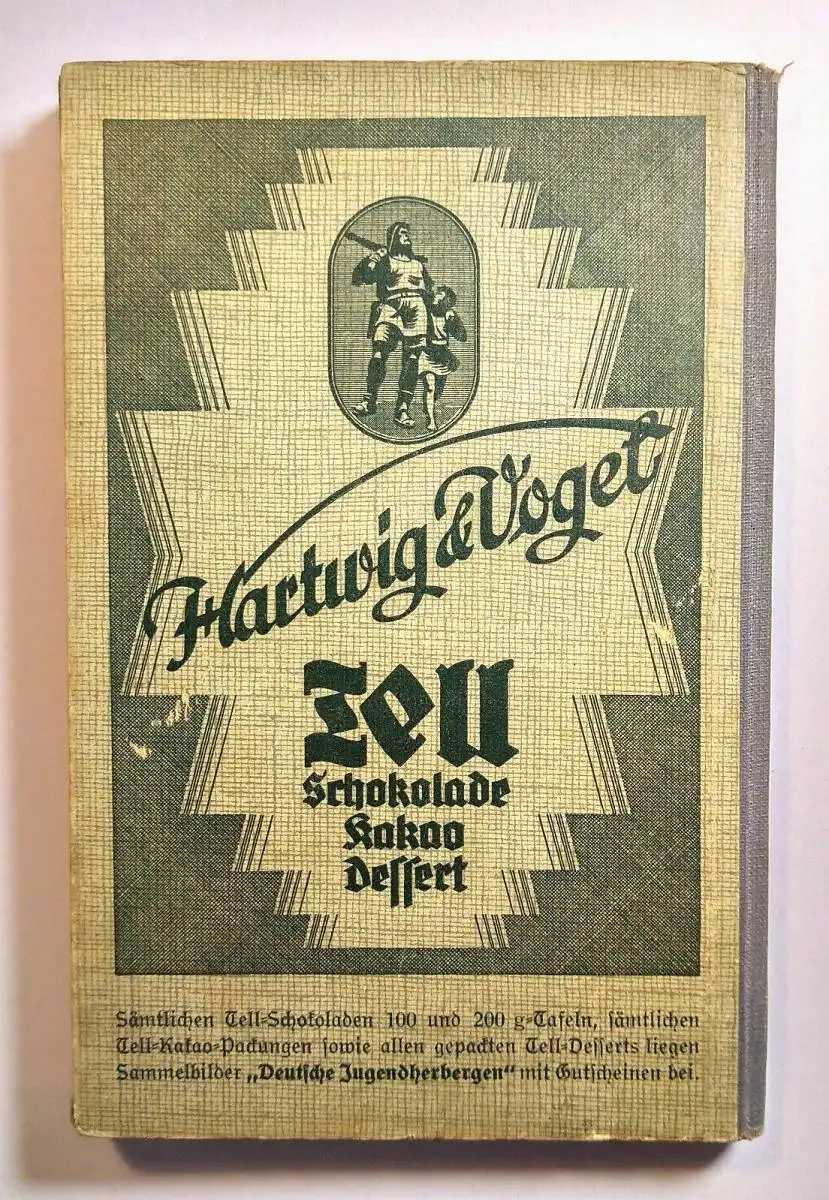 Hartwig & Vogel
Tell
Schokolade
Kakao
Dessert
Sämtlichen Tell-Schokoladen 100 und 200 g-Tafeln, sämtlichen
Tell-Kakao-Packungen sowie allen gepackten Tell-Desserts liegen
Sammelbilder „Deutsche Jugendherbergen“ mit Gutscheinen bei.